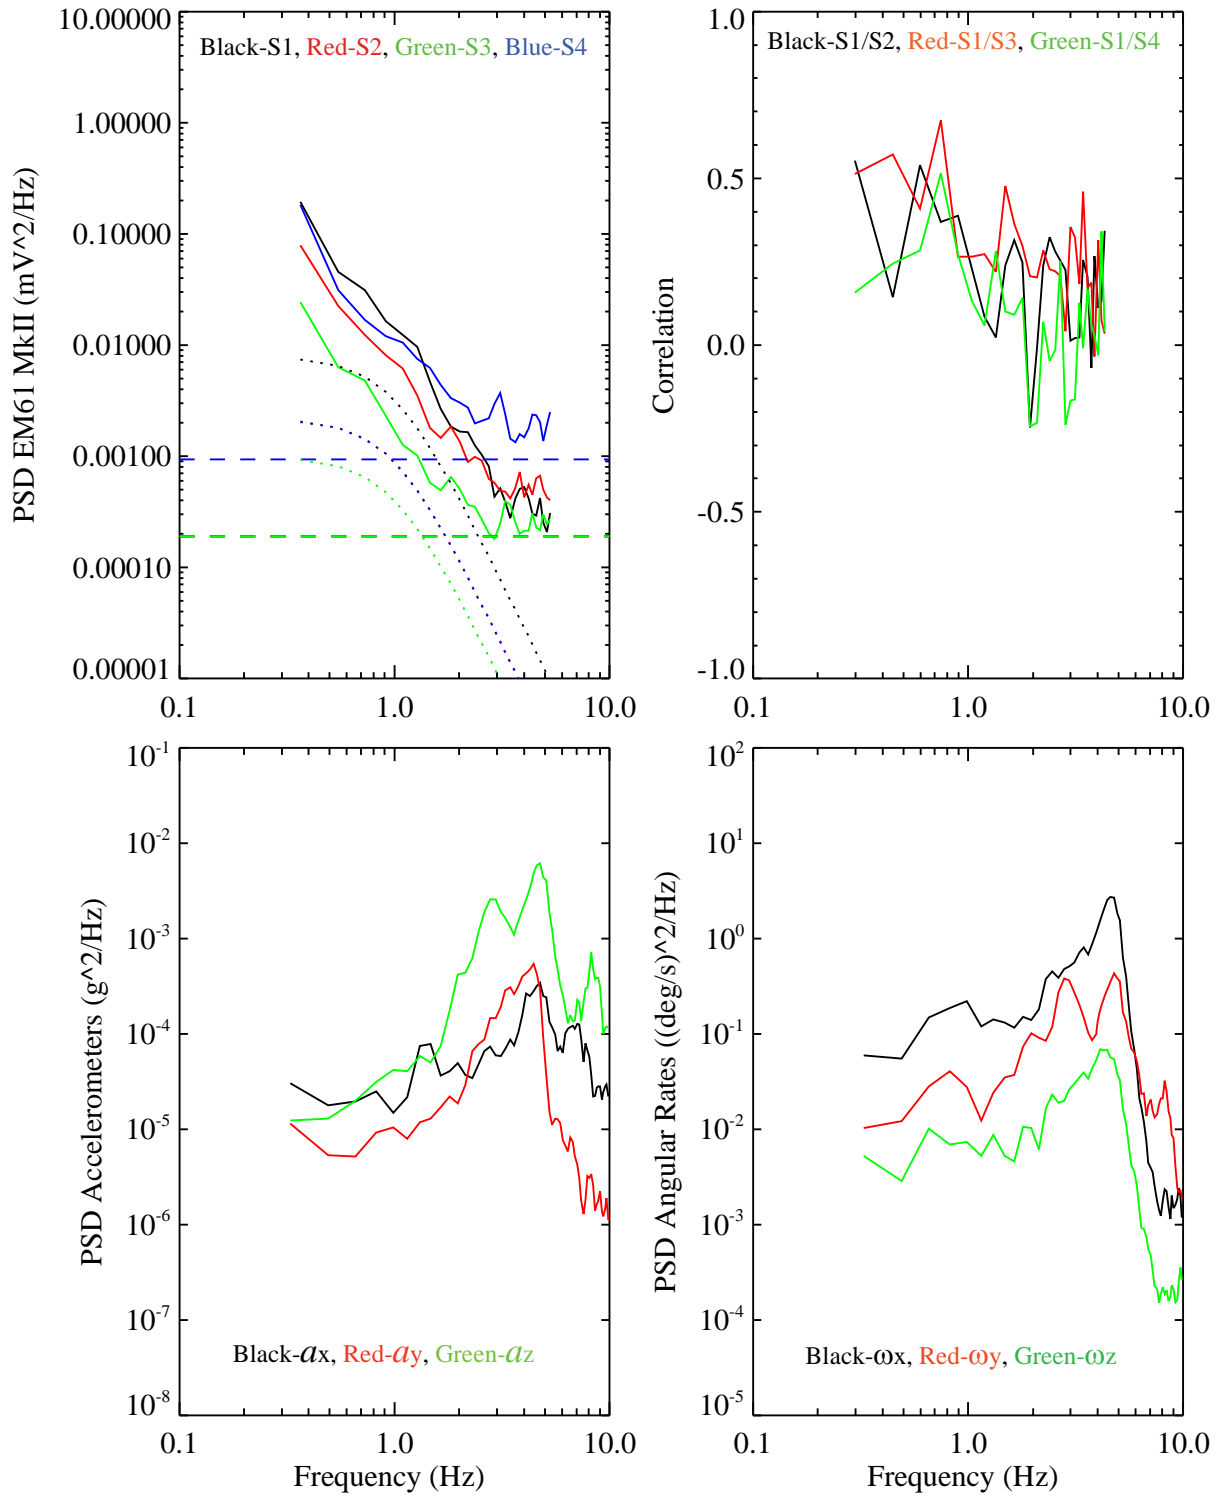 10.00000
Black-S1, Red-S2, Green-S3, Blue-S4
1.00000
0.10000
0.01000
0.00100
0.00010
0.00001
PSD EM61 MkII (mV^2/Hz)
0.1 1.0 10.0
1.0
Black-S1/S2, Red-S1/S3, Green-S1/S4
0.5
0.0
-0.5
-1.0
Correlation
0.1 1.0 10.0
10^-1
10^-2
10^-3
10^-4
10^-5
10^-6
10^-7
10^-8
PSD Accelerometers (g^2/Hz)
Black-ax, Red-ay, Green-az
0.1 1.0 10.0
Frequency (Hz)
10^2
10^1
10^0
10^-1
10^-2
10^-3
10^-4
10^-5
PSD Angular Rates ((deg/s)^2/Hz)
Black-ωx, Red-ωy, Green-ωz
0.1 1.0 10.0
Frequency (Hz)